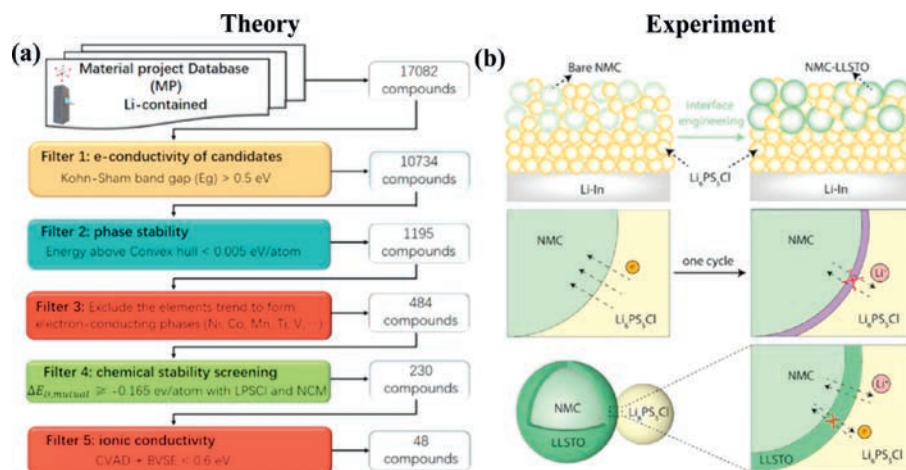 Theory
Experiment
(a)
Material project Database
(MP)
Li-contained
17082
compounds
Filter 1: e-conductivity of candidates
Kohn-Sham band gap (Eg) > 0.5 eV
10734
compounds
Filter 2: phase stability
Energy above Convex hull < 0.005 eV/atom
1195
compounds
Filter 3: Exclude the elements trend to form
electron-conducting phases (Ni, Co, Mn, Ti, V, ...)
484
compounds
Filter 4: chemical stability screening
ΔE_{D,mutual} ⩾ -0.165 ev/atom with LPSCl and NCM
230
compounds
Filter 5: ionic conductivity
CVAD + BVSE < 0.6 eV
48
compounds
(b)
Bare NMC
NMC-LLSTO
Interface
engineering
Li₆PS₅Cl
Li-In
Li-In
NMC
e⁻
Li₆PS₅Cl
one cycle
NMC
Li⁺
Li₆PS₅Cl
NMC
LLSTO
Li₆PS₅Cl
NMC
Li⁺
e⁻
LLSTO
Li₆PS₅Cl